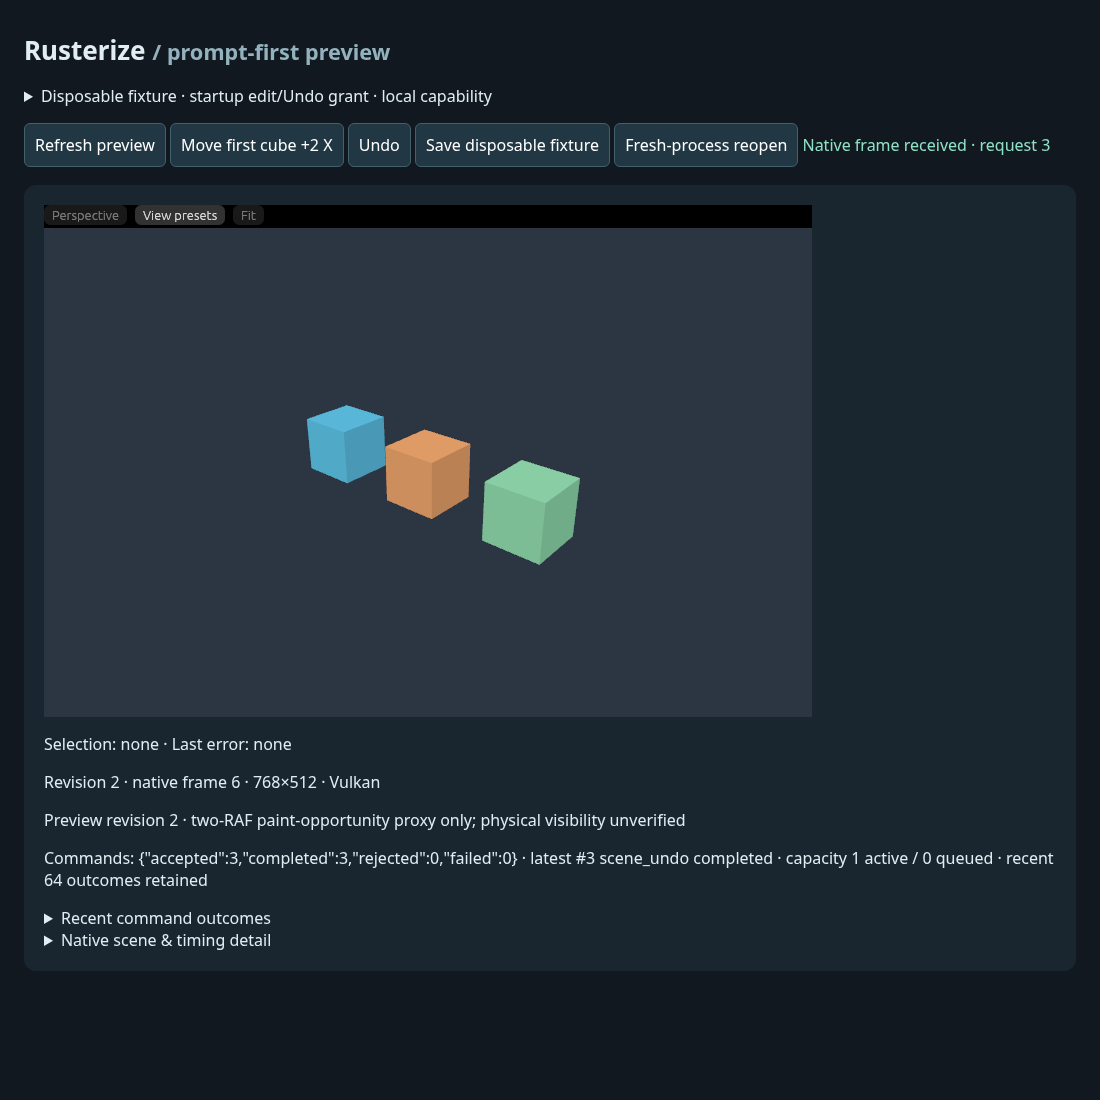 Rusterize / prompt-first preview
▶ Disposable fixture · startup edit/Undo grant · local capability
Refresh preview Move first cube +2 X Undo Save disposable fixture Fresh-process reopen Native frame received · request 3
Perspective View presets Fit
Selection: none · Last error: none
Revision 2 · native frame 6 · 768×512 · Vulkan
Preview revision 2 · two-RAF paint-opportunity proxy only; physical visibility unverified
Commands: {"accepted":3,"completed":3,"rejected":0,"failed":0} · latest #3 scene_undo completed · capacity 1 active / 0 queued · recent
64 outcomes retained
▶ Recent command outcomes
▶ Native scene & timing detail